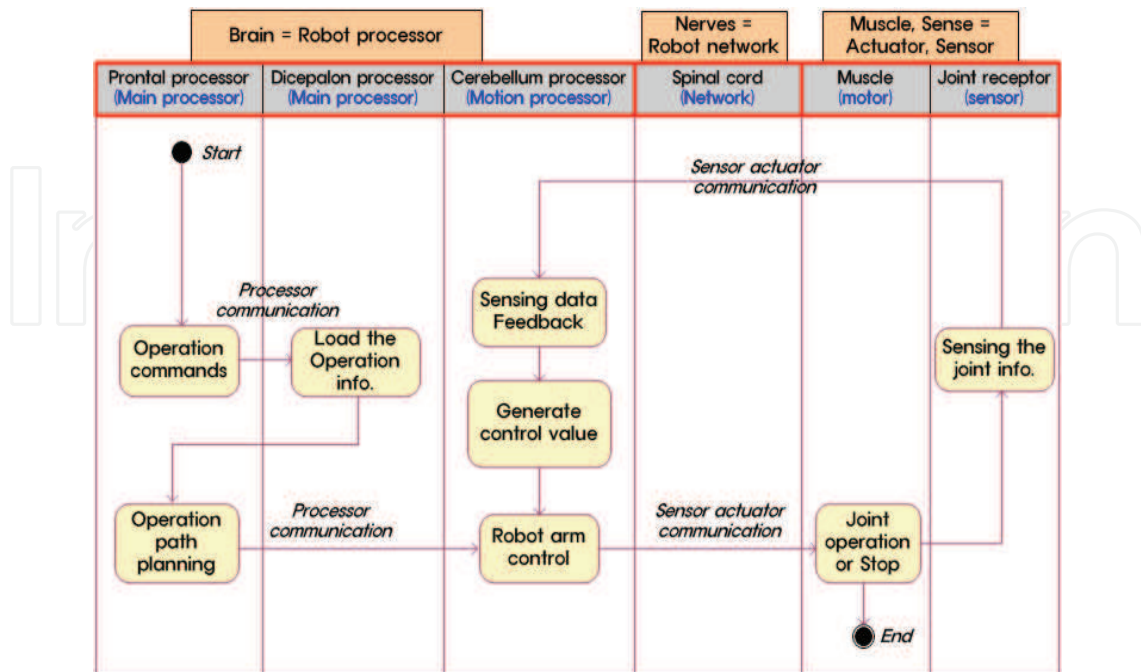 Brain = Robot processor
Nerves =
Robot network
Muscle, Sense =
Actuator, Sensor
Prontal processor
(Main processor)
Dicepalon processor
(Main processor)
Cerebellum processor
(Motion processor)
Spinal cord
(Network)
Muscle
(motor)
Joint receptor
(sensor)
Start
Sensor actuator
communication
Processor
communication
Operation
commands
Load the
Operation
info.
Sensing data
Feedback
Sensing the
joint info.
Generate
control value
Operation
path
planning
Processor
communication
Robot arm
control
Sensor actuator
communication
Joint
operation
or Stop
End